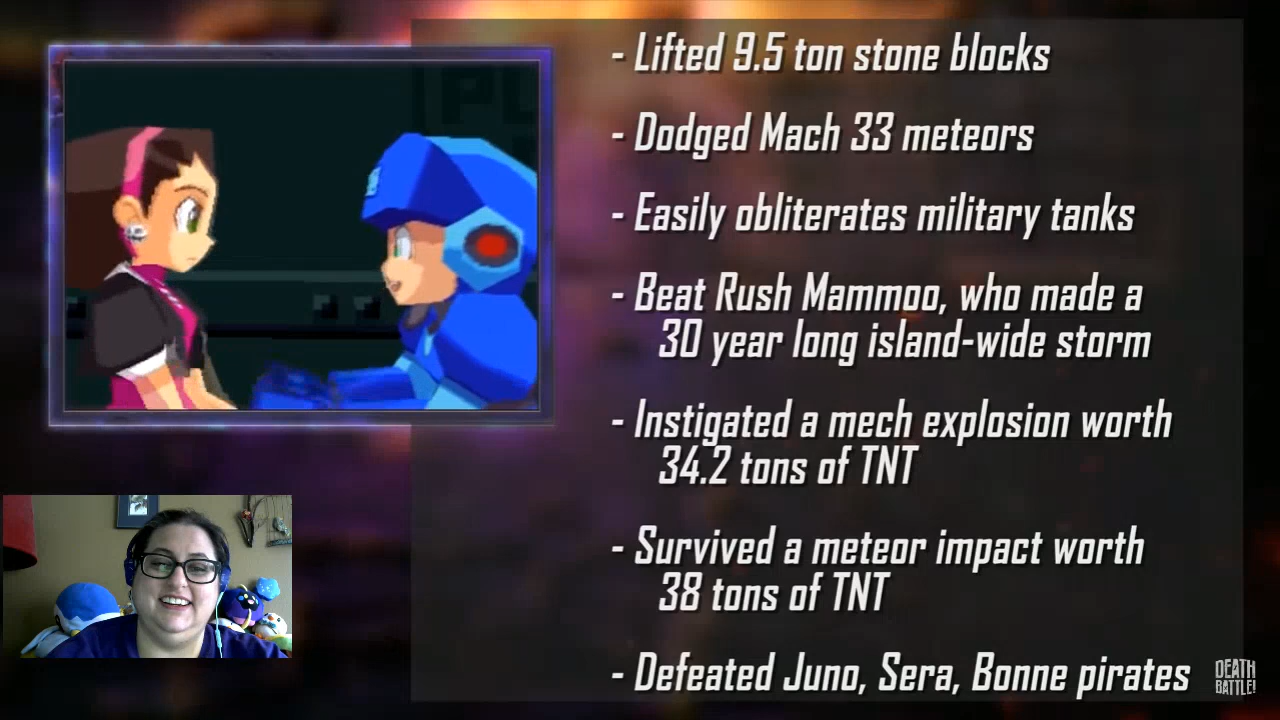 - Lifted 9.5 ton stone blocks
- Dodged Mach 33 meteors
- Easily obliterates military tanks
- Beat Rush Mammoo, who made a
30 year long island-wide storm
- Instigated a mech explosion worth
34.2 tons of TNT
- Survived a meteor impact worth
38 tons of TNT
- Defeated Juno, Sera, Bonne pirates
DEATH
BATTLE!